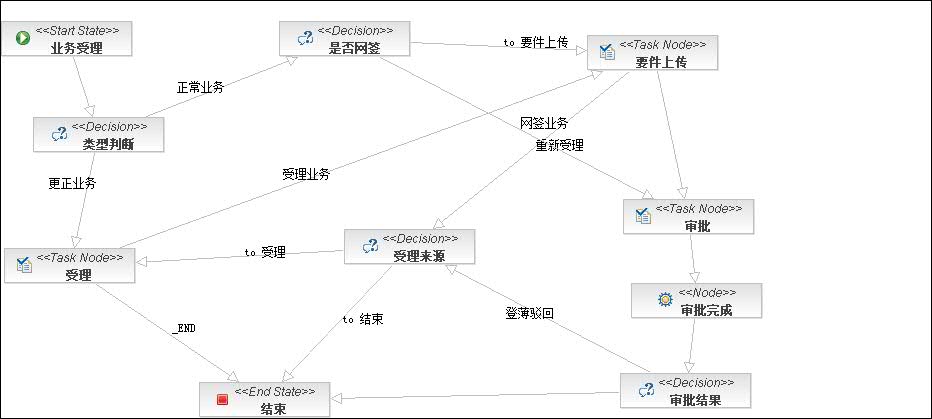 <<Start State>>
业务受理
<<Decision>>
是否网签
to 要件上传
<<Task Node>>
要件上传
正常业务
<<Decision>>
类型判断
网签业务
重新受理
更正业务
受理业务
<<Task Node>>
审批
<<Task Node>>
受理
to 受理
<<Decision>>
受理来源
<<Node>>
审批完成
_END
to 结束
登薄驳回
<<End State>>
结束
<<Decision>>
审批结果